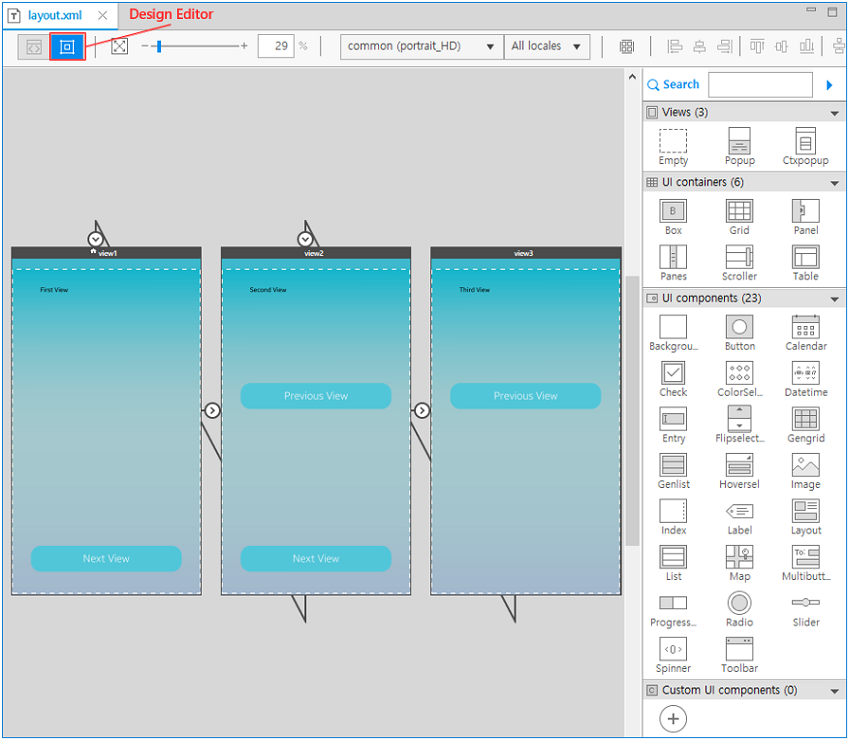 layout.xml
Design Editor
29 %
common (portrait_HD)
All locales
Search
Views (3)
Empty Popup Ctxpopup
UI containers (6)
Box Grid Panel
Panes Scroller Table
UI components (23)
Backgrou... Button Calendar
Check ColorSel... Datetime
Entry Flipselect... Gengrid
Genlist Hoversel Image
Index Label Layout
List Map Multibutt...
Progress... Radio Slider
Spinner Toolbar
Custom UI components (0)
view1
First View
Next View
view2
Second View
Previous View
Next View
view3
Third View
Previous View